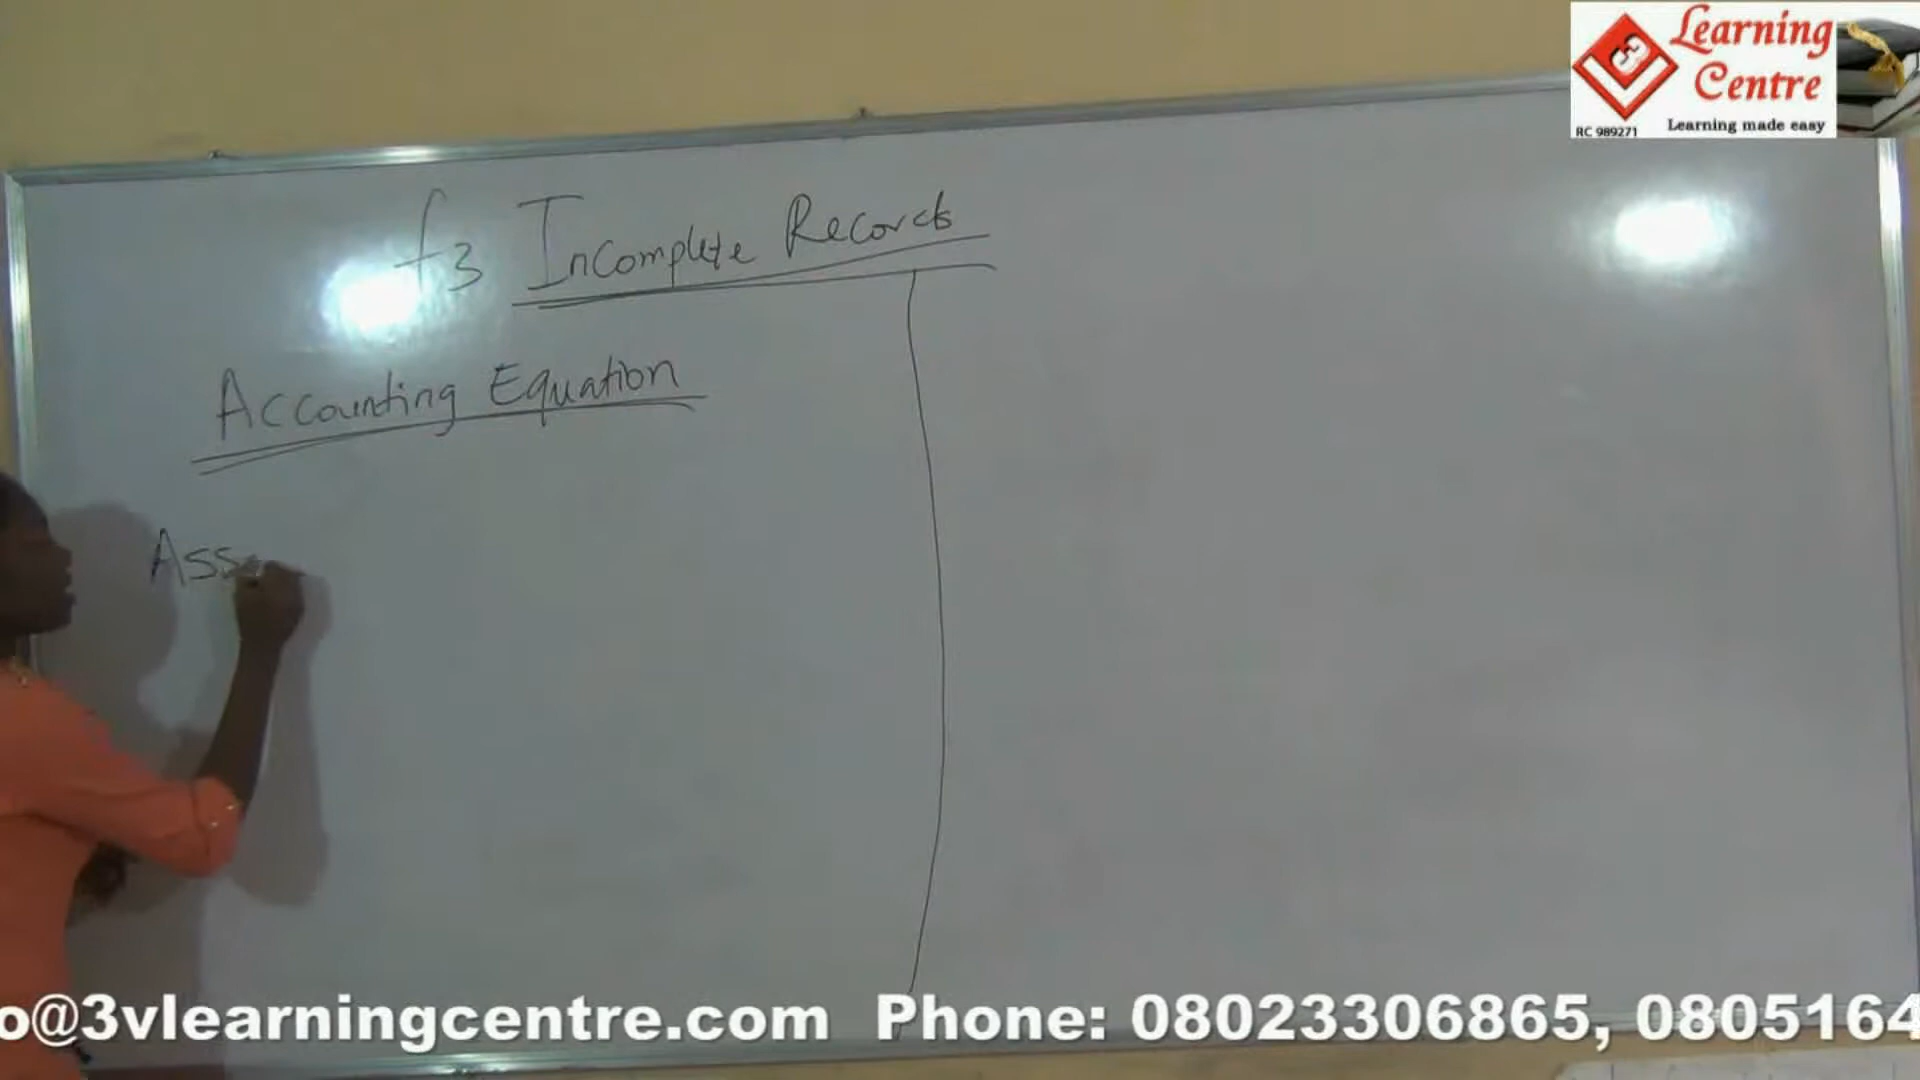 Learning
Centre
RC 989271
Learning made easy
f3 Incomplete Records
Accounting Equation
Ass
o@3vlearningcentre.com Phone: 08023306865, 0805164